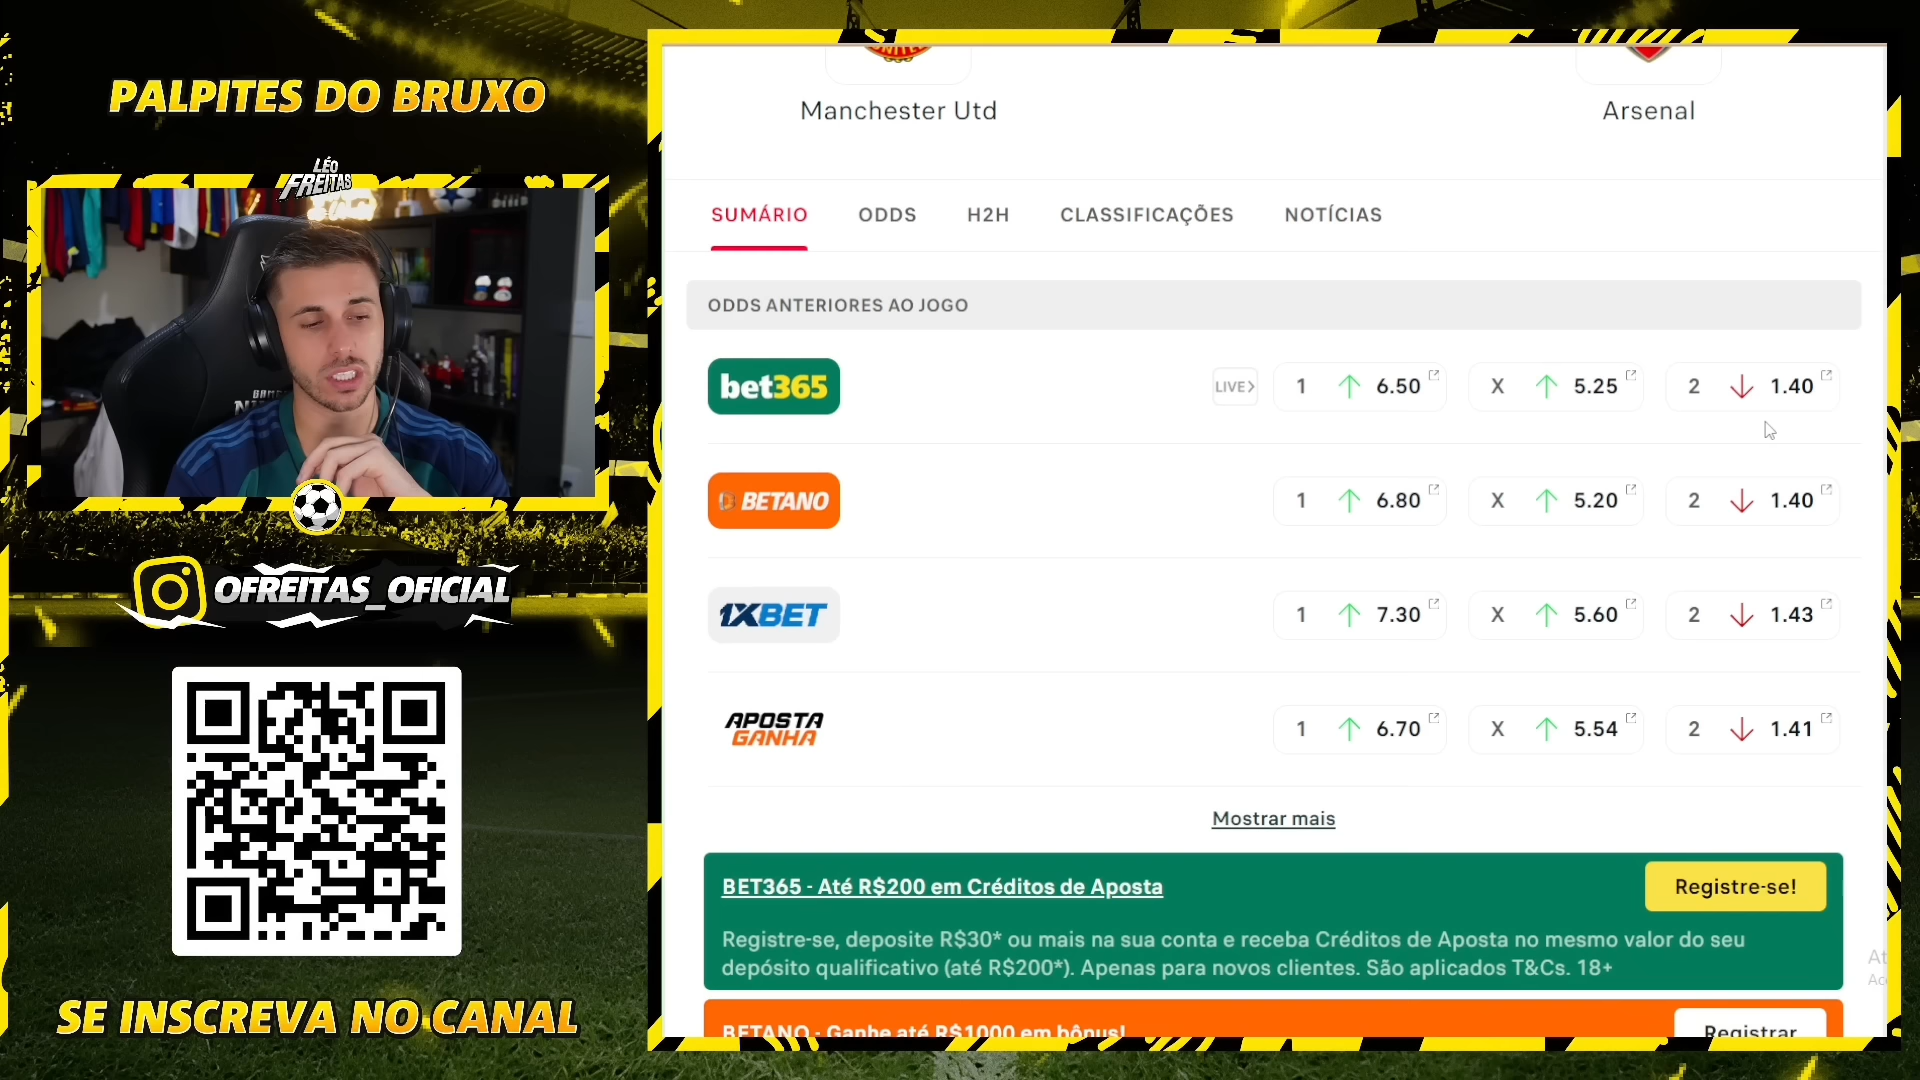 PALPITES DO BRUXO
LÉO
FREITAS
OFREITAS_OFICIAL
SE INSCREVA NO CANAL
UNITED
Manchester Utd
Arsenal
SUMÁRIO ODDS H2H CLASSIFICAÇÕES NOTÍCIAS
ODDS ANTERIORES AO JOGO
bet365 LIVE 1 6.50 X 5.25 2 1.40
BETANO 1 6.80 X 5.20 2 1.40
1XBET 1 7.30 X 5.60 2 1.43
APOSTA
GANHA 1 6.70 X 5.54 2 1.41
Mostrar mais
BET365 - Até R$200 em Créditos de Aposta
Registre-se!
Registre-se, deposite R$30* ou mais na sua conta e receba Créditos de Aposta no mesmo valor do seu
depósito qualificativo (até R$200*). Apenas para novos clientes. São aplicados T&Cs. 18+
BETANO - Ganhe até R$1000 em bônus!
Registrar